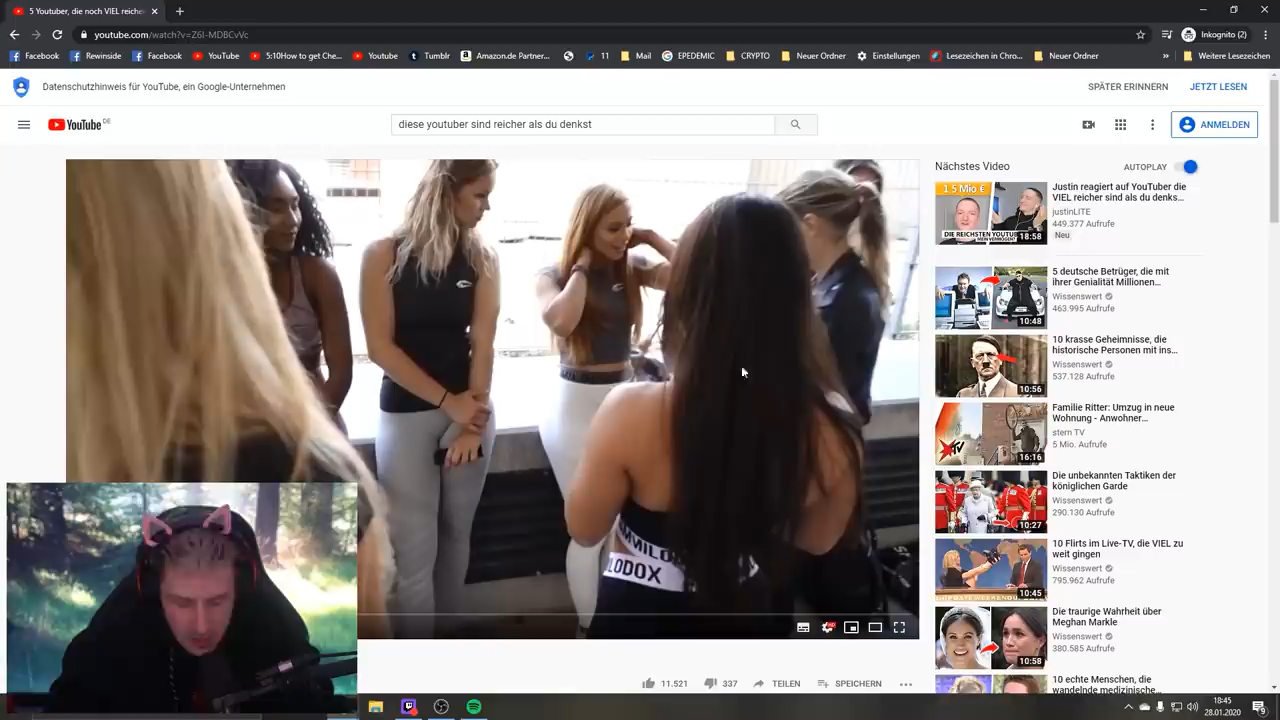 5 Youtuber, die noch VIEL reiche
youtube.com/watch?v=Z6I-MDBCvVc
Inkognito (2)
Facebook
Rewinside
Facebook
YouTube
5:10How to get Che...
Youtube
Tumblr
Amazon.de Partner...
11
Mail
EPEDEMIC
CRYPTO
Neuer Ordner
Einstellungen
Lesezeichen in Chro...
Neuer Ordner
»
Weitere Lesezeichen
Datenschutzhinweis für YouTube, ein Google-Unternehmen
SPÄTER ERINNERN
JETZT LESEN
YouTube DE
diese youtuber sind reicher als du denkst
ANMELDEN
Nächstes Video
AUTOPLAY
1 5 Mio €
DIE REICHSTEN YOUTUB
MEIN VERMÖGEN?
18:58
Justin reagiert auf YouTuber die
VIEL reicher sind als du denks...
justinLITE
449.377 Aufrufe
Neu
10:48
5 deutsche Betrüger, die mit
ihrer Genialität Millionen...
Wissenswert
463.995 Aufrufe
10:56
10 krasse Geheimnisse, die
historische Personen mit ins...
Wissenswert
537.128 Aufrufe
16:16
Familie Ritter: Umzug in neue
Wohnung - Anwohner...
stern TV
5 Mio. Aufrufe
10:27
Die unbekannten Taktiken der
königlichen Garde
Wissenswert
290.130 Aufrufe
10:45
10 Flirts im Live-TV, die VIEL zu
weit gingen
Wissenswert
795.962 Aufrufe
10:58
Die traurige Wahrheit über
Meghan Markle
Wissenswert
380.585 Aufrufe
10 echte Menschen, die
wandelnde medizinische...
LODOX
11.521
337
TEILEN
SPEICHERN
18:45
28.01.2020